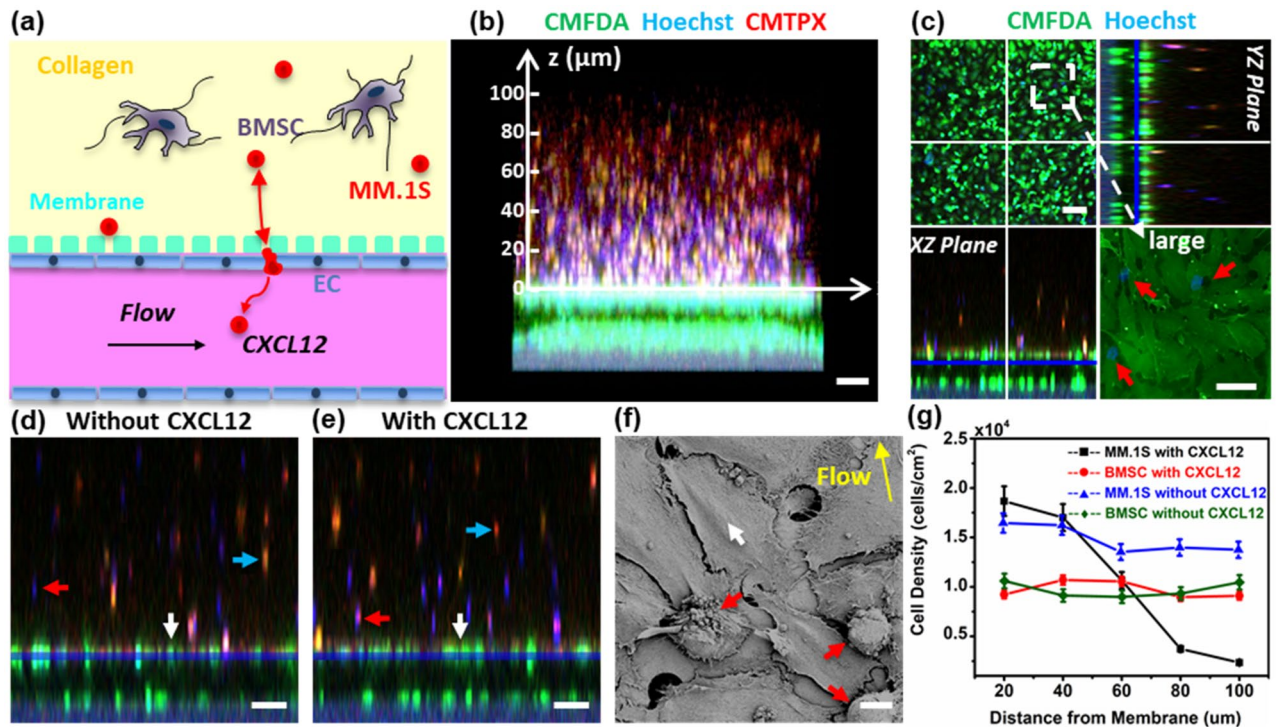 (a)
Collagen
BMSC
MM.1S
Membrane
EC
Flow
CXCL12
(b)
CMFDA Hoechst CMTPX
z (μm)
100
80
60
40
20
0
(c)
CMFDA Hoechst
YZ Plane
XZ Plane
large
(d) Without CXCL12
(e) With CXCL12
(f)
Flow
(g)
×10⁴
2.5
2.0
1.5
1.0
0.5
Cell Density (cells/cm²)
MM.1S with CXCL12
BMSC with CXCL12
MM.1S without CXCL12
BMSC without CXCL12
20 40 60 80 100
Distance from Membrane (um)